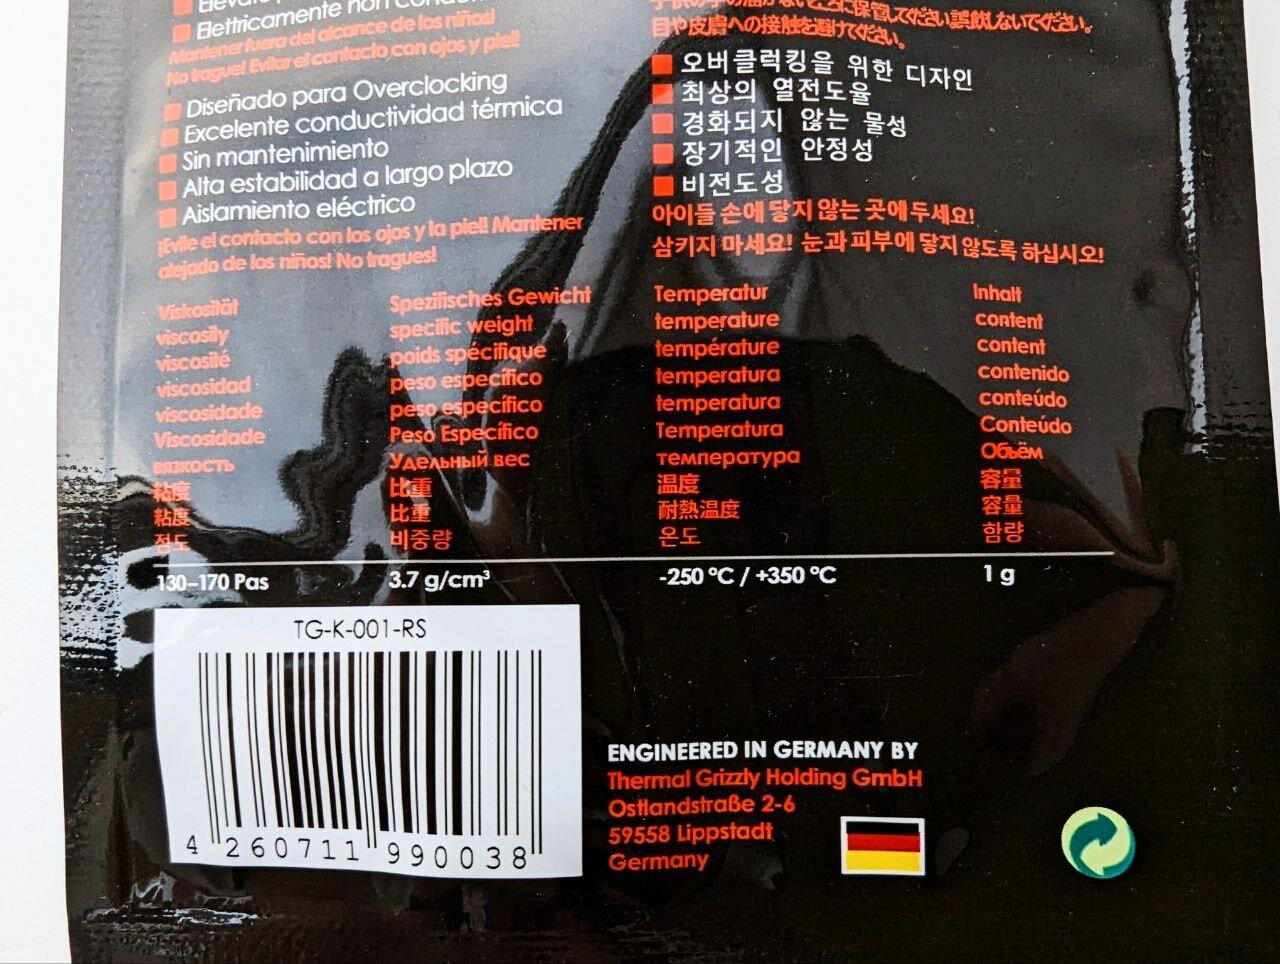 Elettricamente non
Mantener fuera del alcance de los niños!
No trague! Evitar el contacto con ojos y piel!
Diseñado para Overclocking
Excelente conductividad térmica
Sin mantenimiento
Alta estabilidad a largo plazo
Aislamiento eléctrico
¡Evite el contacto con los ojos y la piel! Mantener
alejado de los niños! No tragues!
目や皮膚への接触を避けてください。
오버클럭킹을 위한 디자인
최상의 열전도율
경화되지 않는 물성
장기적인 안정성
비전도성
아이들 손에 닿지 않는 곳에 두세요!
삼키지 마세요! 눈과 피부에 닿지 않도록 하십시오!
Viskosität Spezifisches Gewicht Temperatur Inhalt
viscosily specific weight temperature content
viscosité poids spécifique température content
viscosidad peso específico temperatura contenido
viscosidade peso específico temperatura conteúdo
Viscosidade Peso Específico Temperatura Conteúdo
вязкость Удельный вес температура Объём
粘度 比重 温度 容量
粘度 比重 耐熱温度 容量
점도 비중량 온도 함량
130–170 Pas 3.7 g/cm³ -250 °C / +350 °C 1 g
TG-K-001-RS
4 260711 990038
ENGINEERED IN GERMANY BY
Thermal Grizzly Holding GmbH
Ostlandstraße 2-6
59558 Lippstadt
Germany